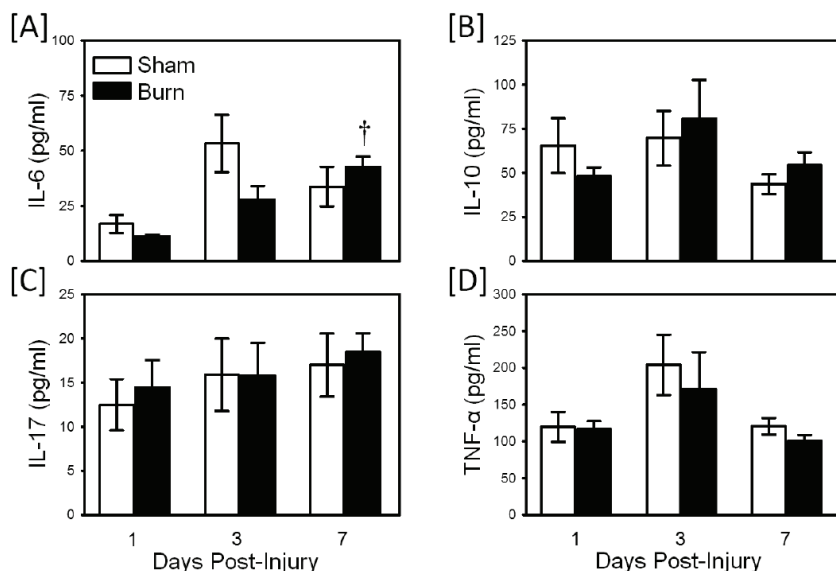 [A]
100
75
50
25
0
IL-6 (pg/ml)
Sham
Burn
†
[B]
125
100
75
50
25
0
IL-10 (pg/ml)
[C]
25
20
15
10
5
0
IL-17 (pg/ml)
1 3 7
Days Post-Injury
[D]
300
250
200
150
100
50
0
TNF-α (pg/ml)
1 3 7
Days Post-Injury